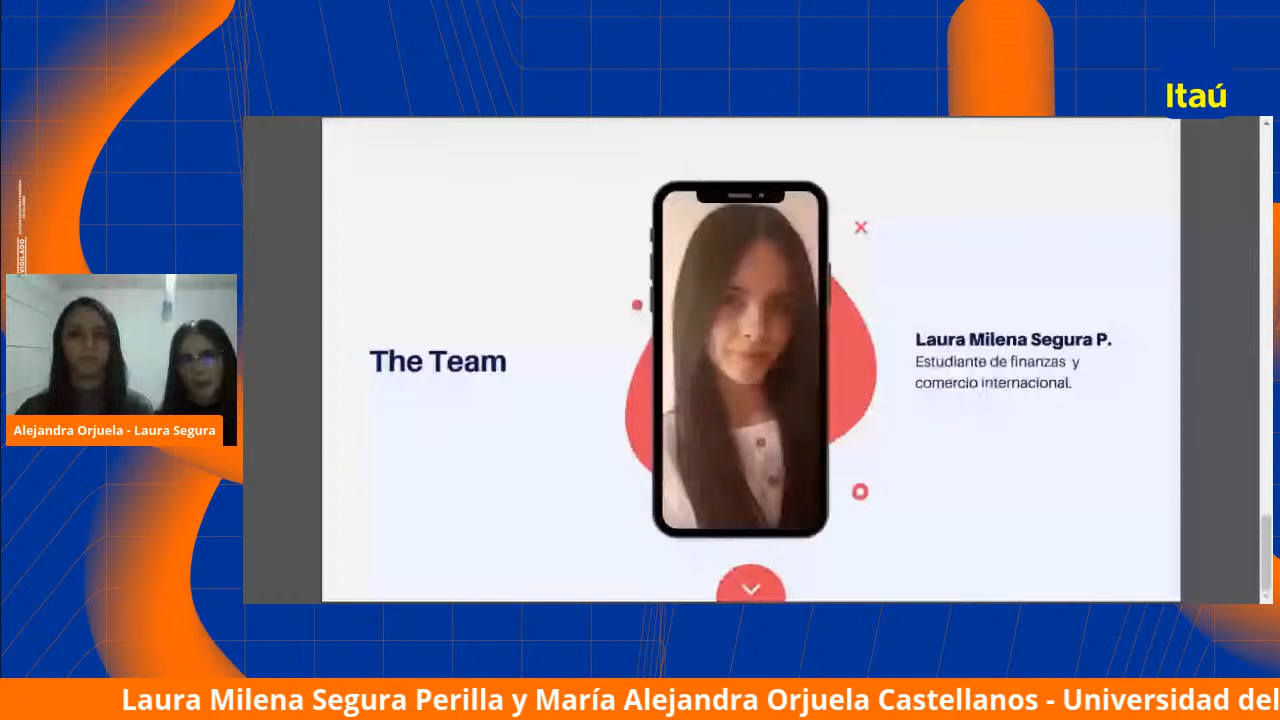 Itaú
VIGILADO
The Team
Laura Milena Segura P.
Estudiante de finanzas y
comercio internacional.
Alejandra Orjuela - Laura Segura
Laura Milena Segura Perilla y María Alejandra Orjuela Castellanos - Universidad del